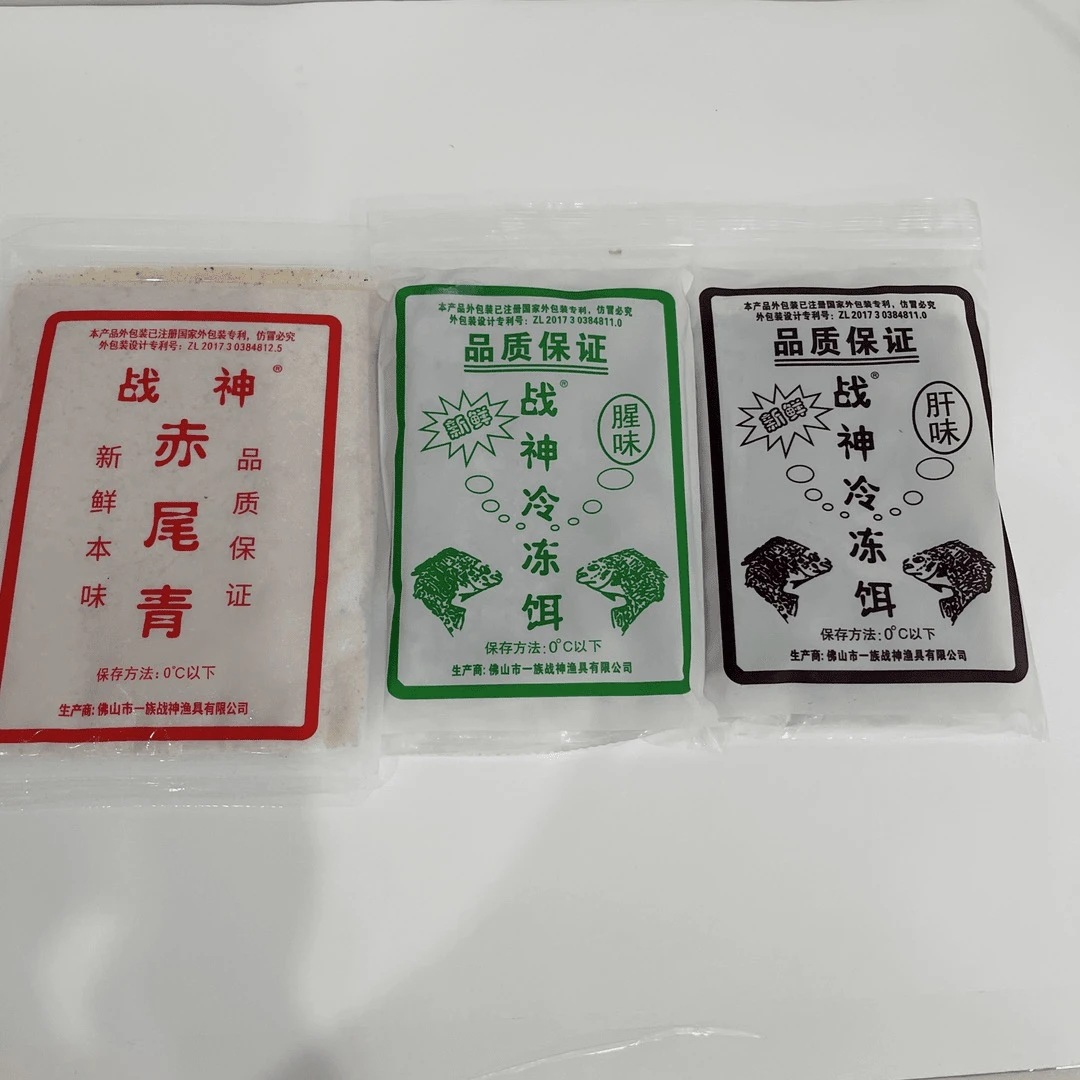 本产品外包装已注册国家外包装专利，仿冒必究
外包装设计专利号：ZL 2017 3 0384812.5
战神®
赤尾青
新鲜本味
品质保证
保存方法：0℃以下
生产商：佛山市一族战神渔具有限公司
本产品外包装已注册国家外包装专利，仿冒必究
外包装设计专利号：ZL 2017 3 0384811.0
品质保证
新鲜
战神冷冻饵®
腥味
保存方法：0℃以下
生产商：佛山市一族战神渔具有限公司
本产品外包装已注册国家外包装专利，仿冒必究
外包装设计专利号：ZL 2017 3 0384811.0
品质保证
新鲜
战神冷冻饵®
肝味
保存方法：0℃以下
生产商：佛山市一族战神渔具有限公司